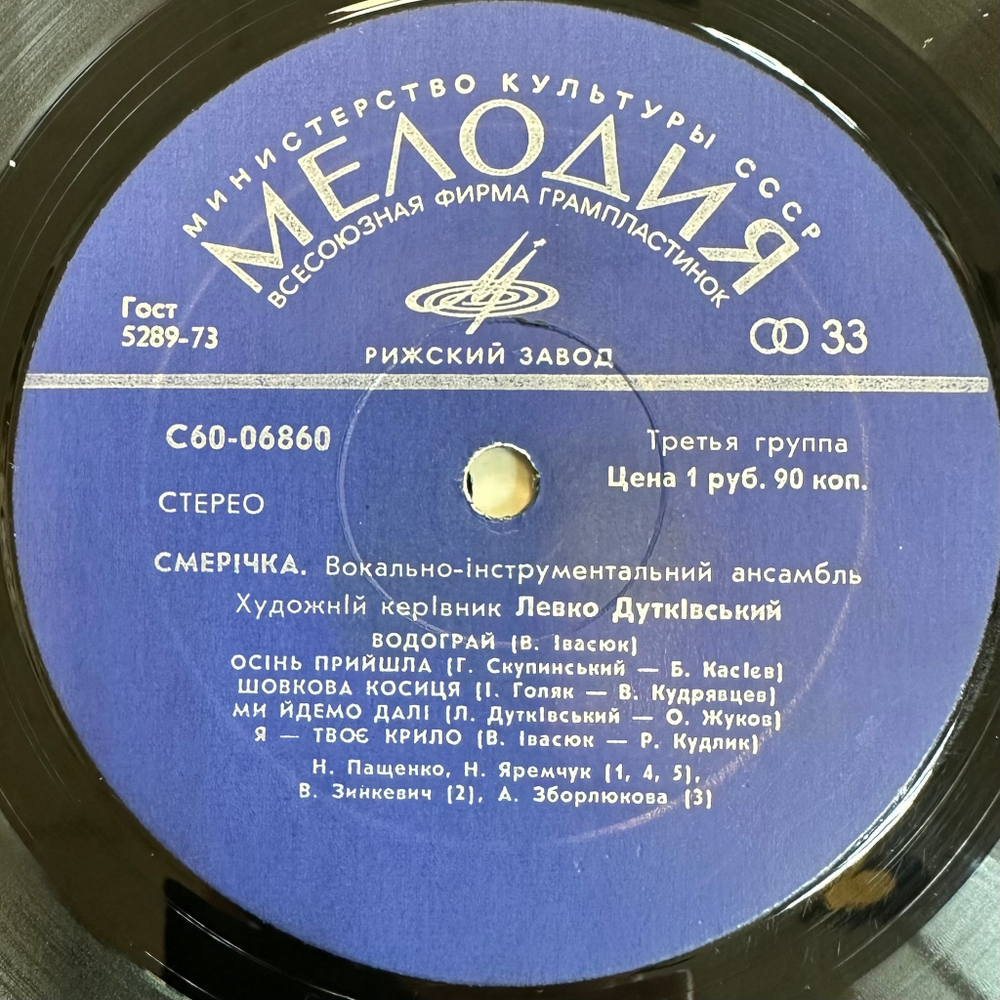 МИНИСТЕРСТВО КУЛЬТУРЫ СССР
МЕЛОДИЯ
ВСЕСОЮЗНАЯ ФИРМА ГРАМПЛАСТИНОК
Гост
5289-73
33
РИЖСКИЙ ЗАВОД
С60-06860
Третья группа
Цена 1 руб. 90 коп.
СТЕРЕО
СМЕРІЧКА. Вокально-інструментальний ансамбль
Художній керівник Левко Дутківський
ВОДОГРАЙ (В. Івасюк)
ОСІНЬ ПРИЙШЛА (Г. Скупинський — Б. Касієв)
ШОВКОВА КОСИЦЯ (І. Голяк — В. Кудрявцев)
МИ ЙДЕМО ДАЛІ (Л. Дутківський — О. Жуков)
Я — ТВОЄ КРИЛО (В. Івасюк — Р. Кудлик)
Н. Пащенко, Н. Яремчук (1, 4, 5),
В. Зинкевич (2), А. Зборлюкова (3)